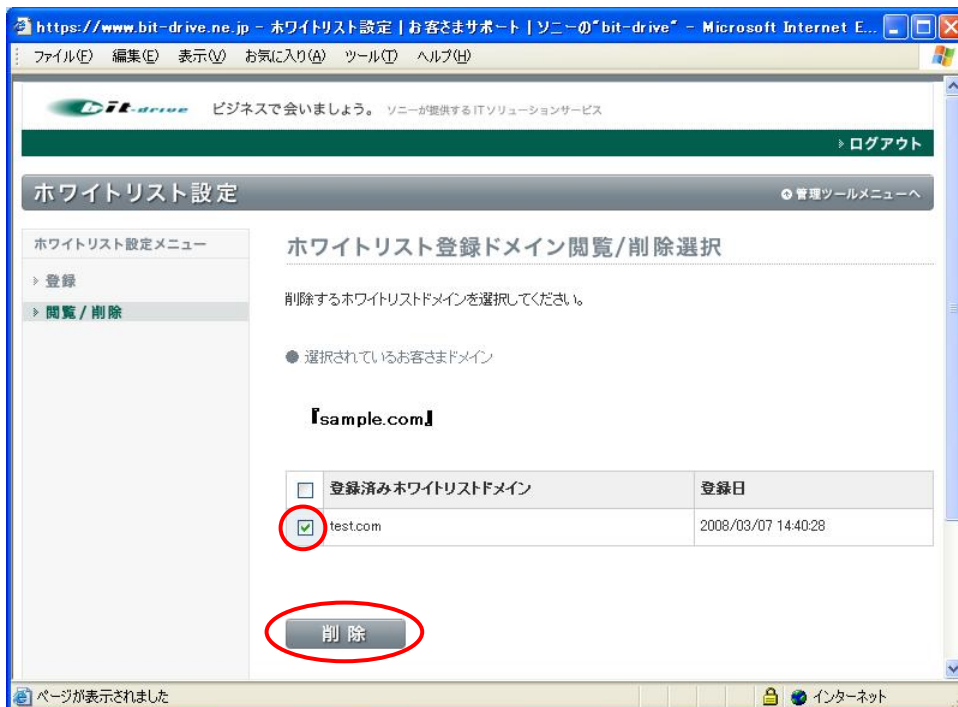 https://www.bit-drive.ne.jp - ホワイトリスト設定 | お客さまサポート | ソニーの"bit-drive" - Microsoft Internet E...
ファイル(F) 編集(E) 表示(V) お気に入り(A) ツール(T) ヘルプ(H)
bit-drive ビジネスで会いましょう。 ソニーが提供するITソリューションサービス
ログアウト
ホワイトリスト設定 管理ツールメニューへ
ホワイトリスト設定メニュー
登録
閲覧/削除
ホワイトリスト登録ドメイン閲覧/削除選択
削除するホワイトリストドメインを選択してください。
● 選択されているお客さまドメイン
『sample.com』
登録済みホワイトリストドメイン 登録日
test.com 2008/03/07 14:40:28
削 除
ページが表示されました インターネット